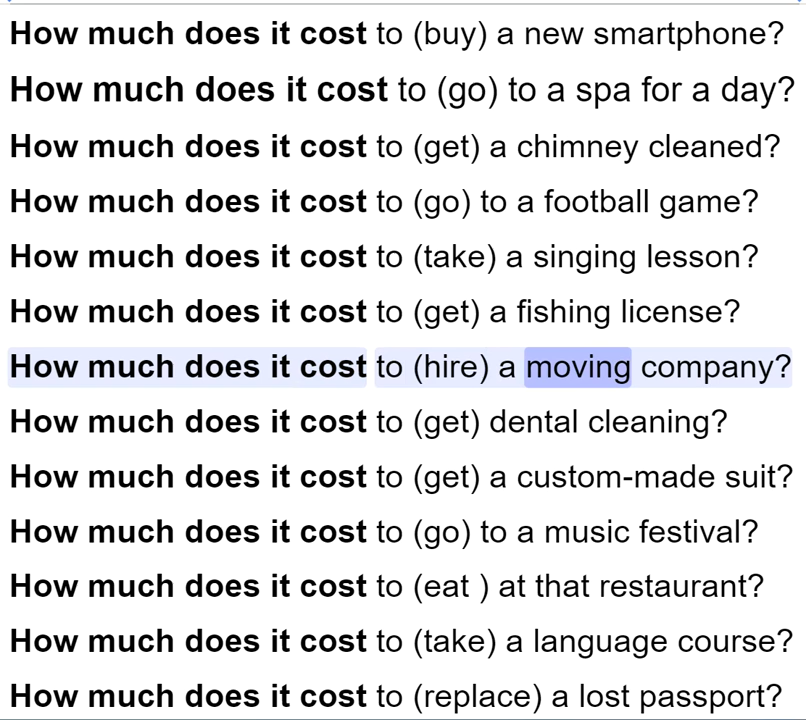 How much does it cost to (buy) a new smartphone?
How much does it cost to (go) to a spa for a day?
How much does it cost to (get) a chimney cleaned?
How much does it cost to (go) to a football game?
How much does it cost to (take) a singing lesson?
How much does it cost to (get) a fishing license?
How much does it cost to (hire) a moving company?
How much does it cost to (get) dental cleaning?
How much does it cost to (get) a custom-made suit?
How much does it cost to (go) to a music festival?
How much does it cost to (eat ) at that restaurant?
How much does it cost to (take) a language course?
How much does it cost to (replace) a lost passport?